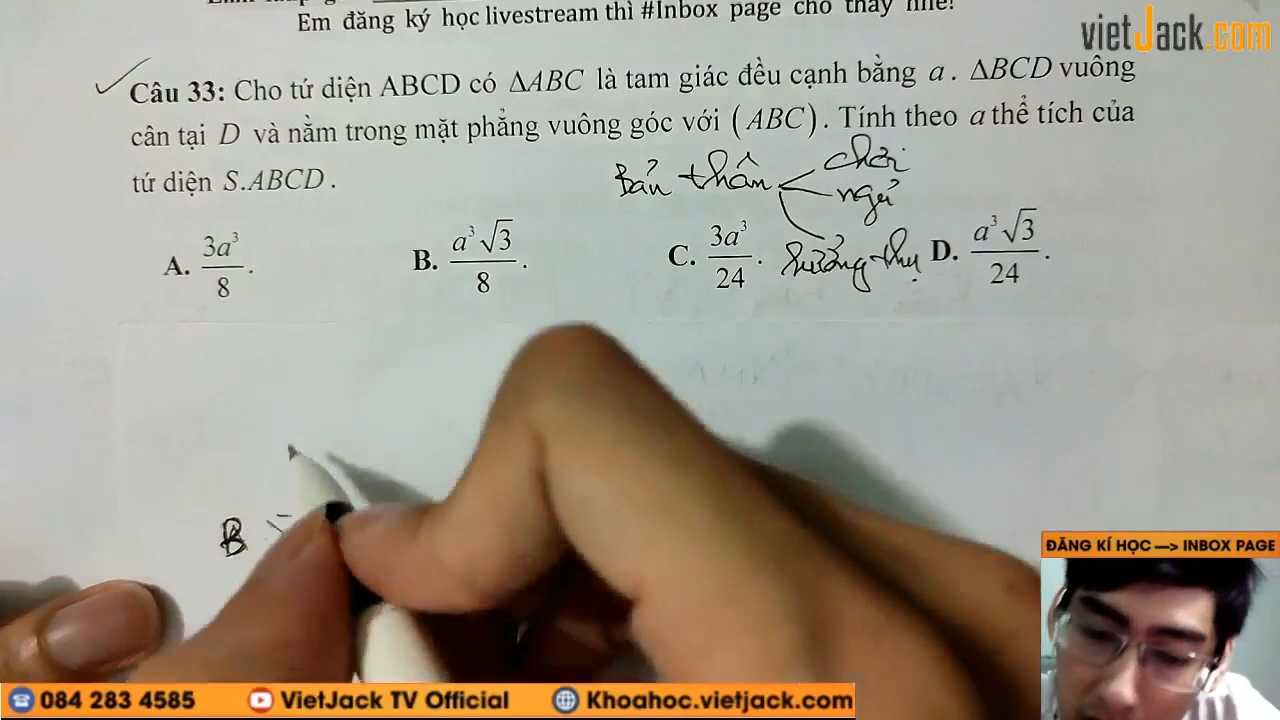 Em đăng ký học livestream thì #Inbox page cho thầy nhé!
vietJack.com
Câu 33: Cho tứ diện ABCD có ΔABC là tam giác đều cạnh bằng a. ΔBCD vuông
cân tại D và nằm trong mặt phẳng vuông góc với (ABC). Tính theo a thể tích của
tứ diện S.ABCD.
Bản thân
chơi
ngủ
hưởng thụ
A. 3a³/8.
B. a³√3/8.
C. 3a³/24.
D. a³√3/24.
B
ĐĂNG KÍ HỌC —> INBOX PAGE
084 283 4585
VietJack TV Official
Khoahoc.vietjack.com